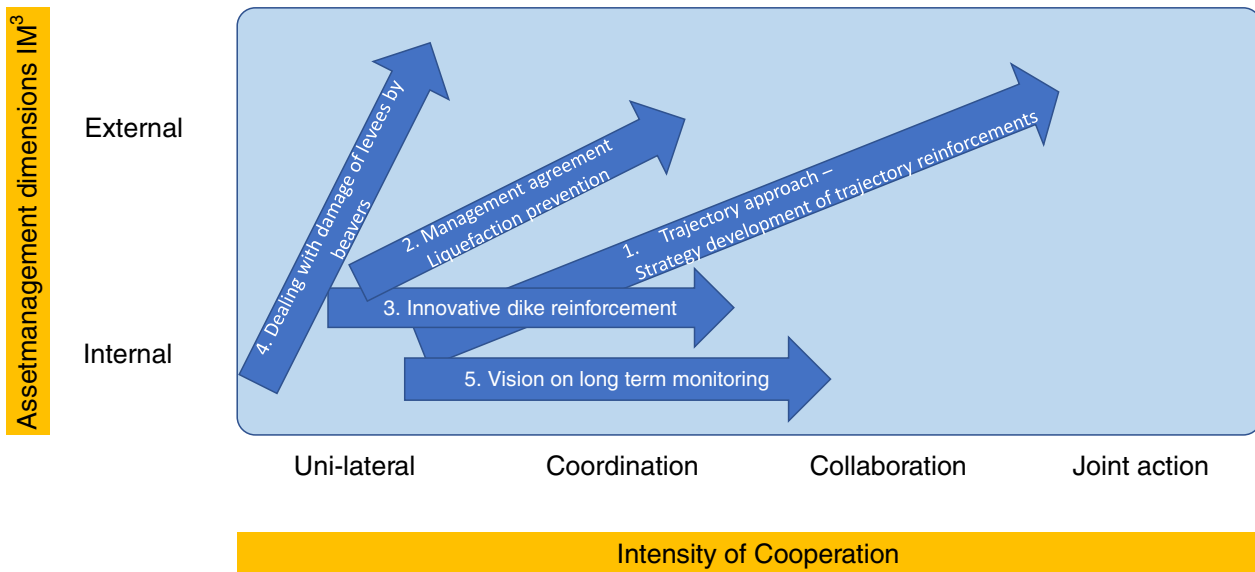 Assetmanagement dimensions IM³
External
Internal
4. Dealing with damage of levees by
beavers
2. Management agreement
Liquefaction prevention
1. Trajectory approach –
Strategy development of trajectory reinforcements
3. Innovative dike reinforcement
5. Vision on long term monitoring
Uni-lateral
Coordination
Collaboration
Joint action
Intensity of Cooperation